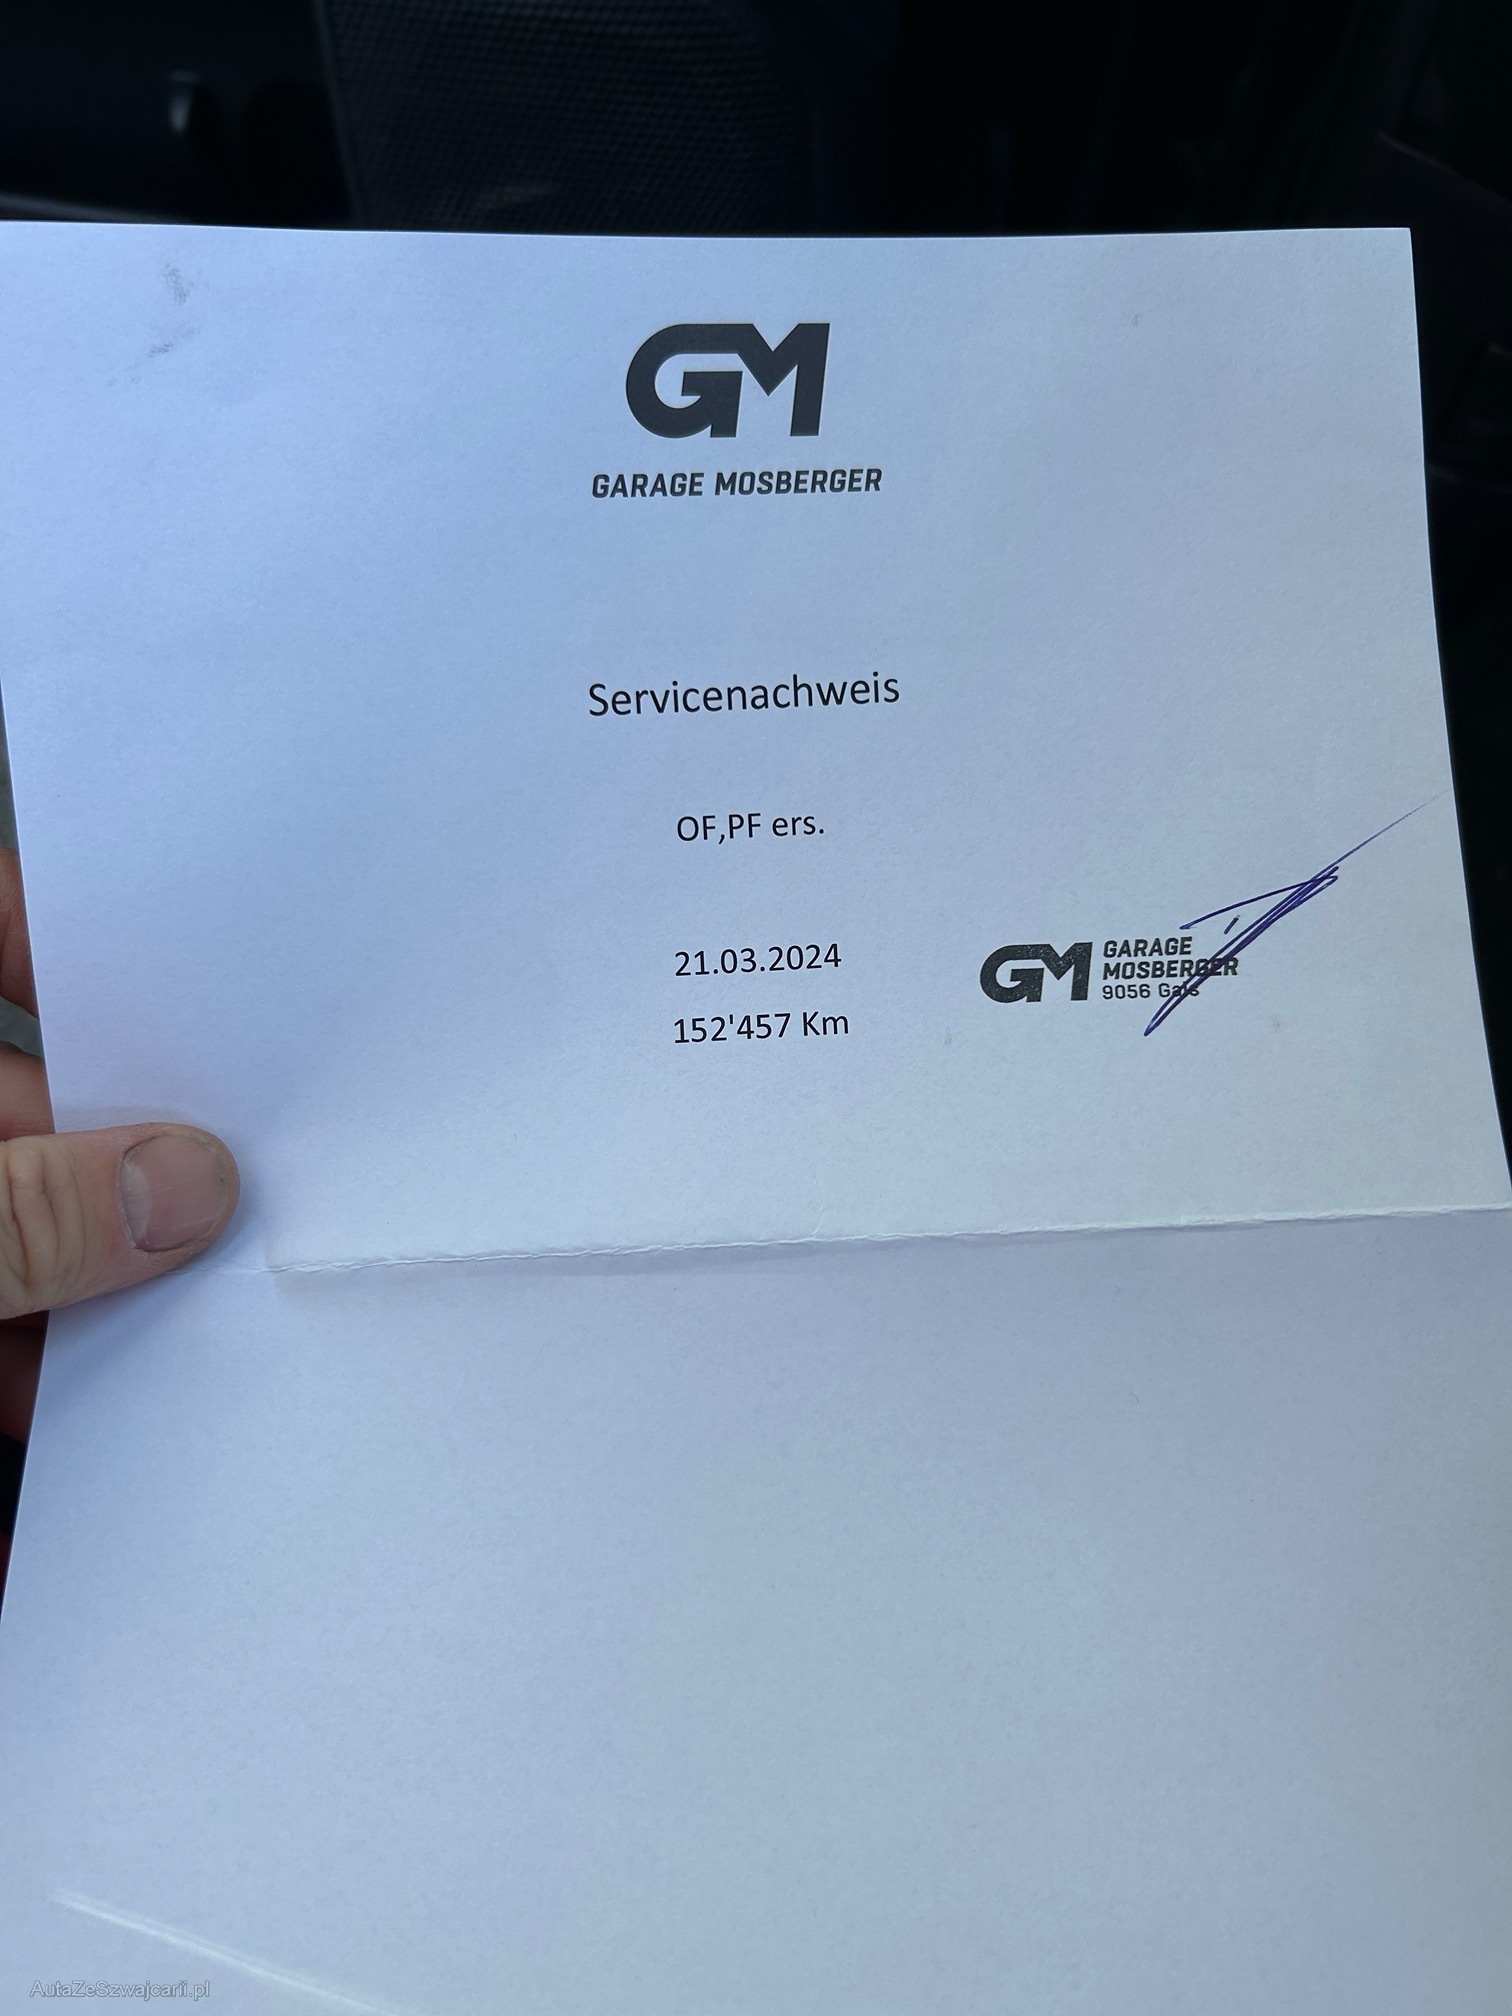 GM
GARAGE MOSBERGER
Servicenachweis
OF,PF ers.
21.03.2024
152'457 Km
GM
GARAGE
MOSBERGER
9056 Gais
AutaZeSzwajcarii.pl